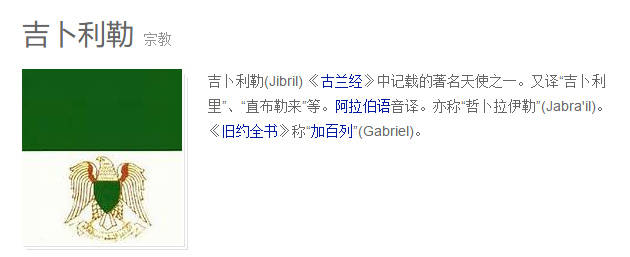 吉卜利勒 宗教
吉卜利勒(Jibril)《古兰经》中记载的著名天使之一。又译“吉卜利
里”、“直布勒来”等。阿拉伯语音译。亦称“哲卜拉伊勒”(Jabra'il)。
《旧约全书》称“加百列”(Gabriel)。